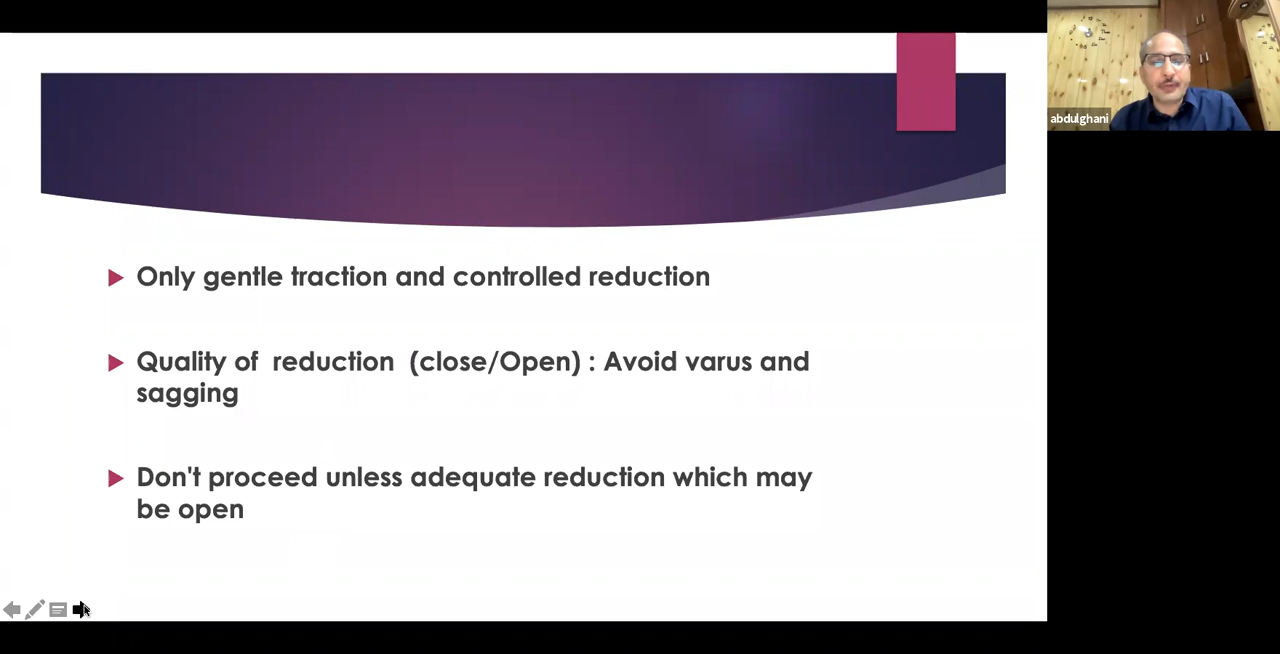 abdulghani
Only gentle traction and controlled reduction
Quality of  reduction  (close/Open) : Avoid varus and
sagging
Don't proceed unless adequate reduction which may
be open